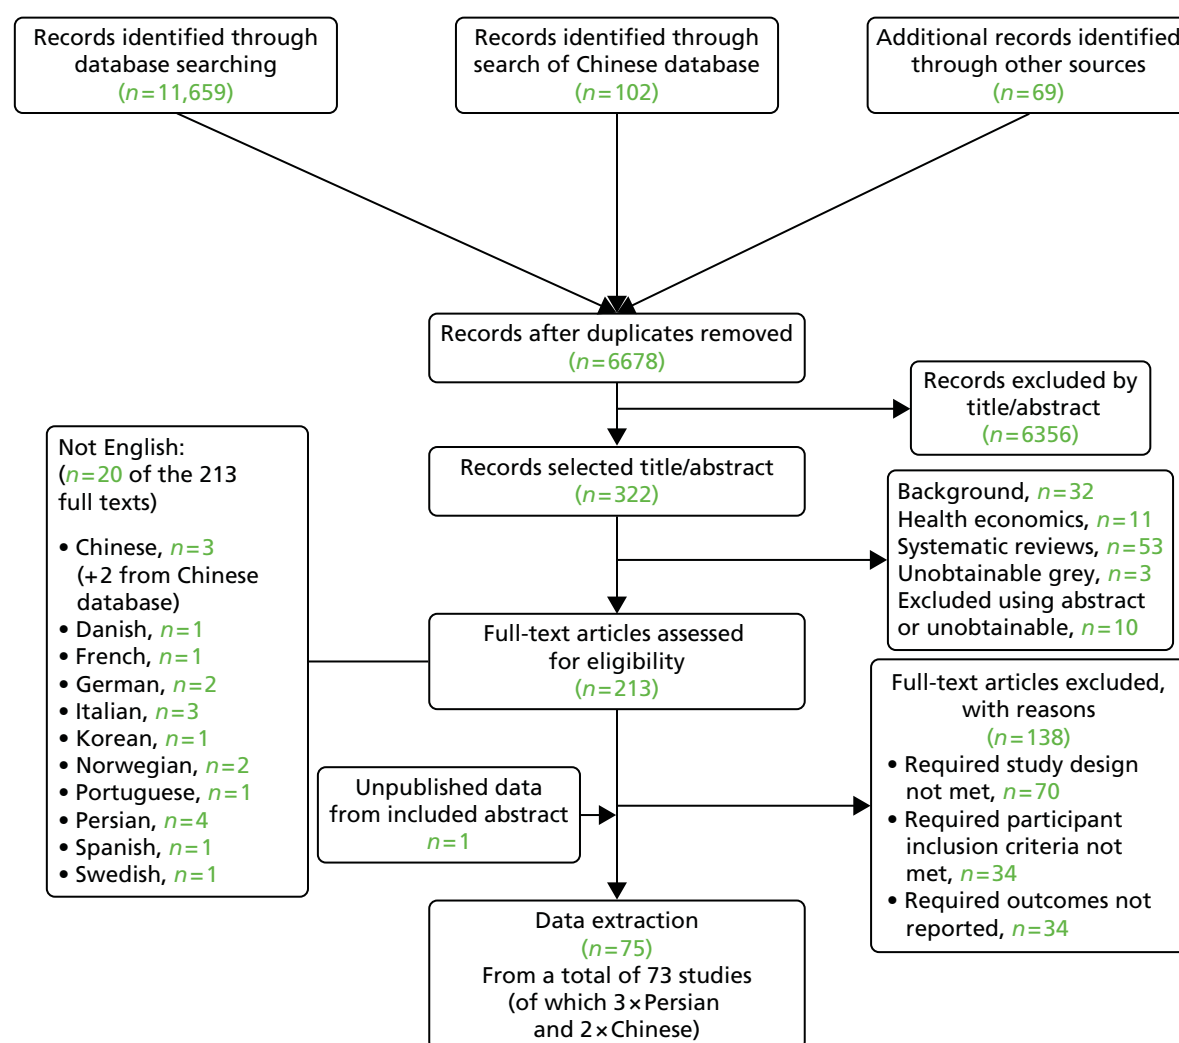 Records identified through
database searching
(n=11,659)
Records identified through
search of Chinese database
(n=102)
Additional records identified
through other sources
(n=69)
Records after duplicates removed
(n=6678)
Records excluded by
title/abstract
(n=6356)
Records selected title/abstract
(n=322)
Background, n=32
Health economics, n=11
Systematic reviews, n=53
Unobtainable grey, n=3
Excluded using abstract
or unobtainable, n=10
Not English:
(n=20 of the 213
full texts)
• Chinese, n=3
(+2 from Chinese
database)
• Danish, n=1
• French, n=1
• German, n=2
• Italian, n=3
• Korean, n=1
• Norwegian, n=2
• Portuguese, n=1
• Persian, n=4
• Spanish, n=1
• Swedish, n=1
Full-text articles assessed
for eligibility
(n=213)
Full-text articles excluded,
with reasons
(n=138)
• Required study design
not met, n=70
• Required participant
inclusion criteria not
met, n=34
• Required outcomes not
reported, n=34
Unpublished data
from included abstract
n=1
Data extraction
(n=75)
From a total of 73 studies
(of which 3×Persian
and 2×Chinese)